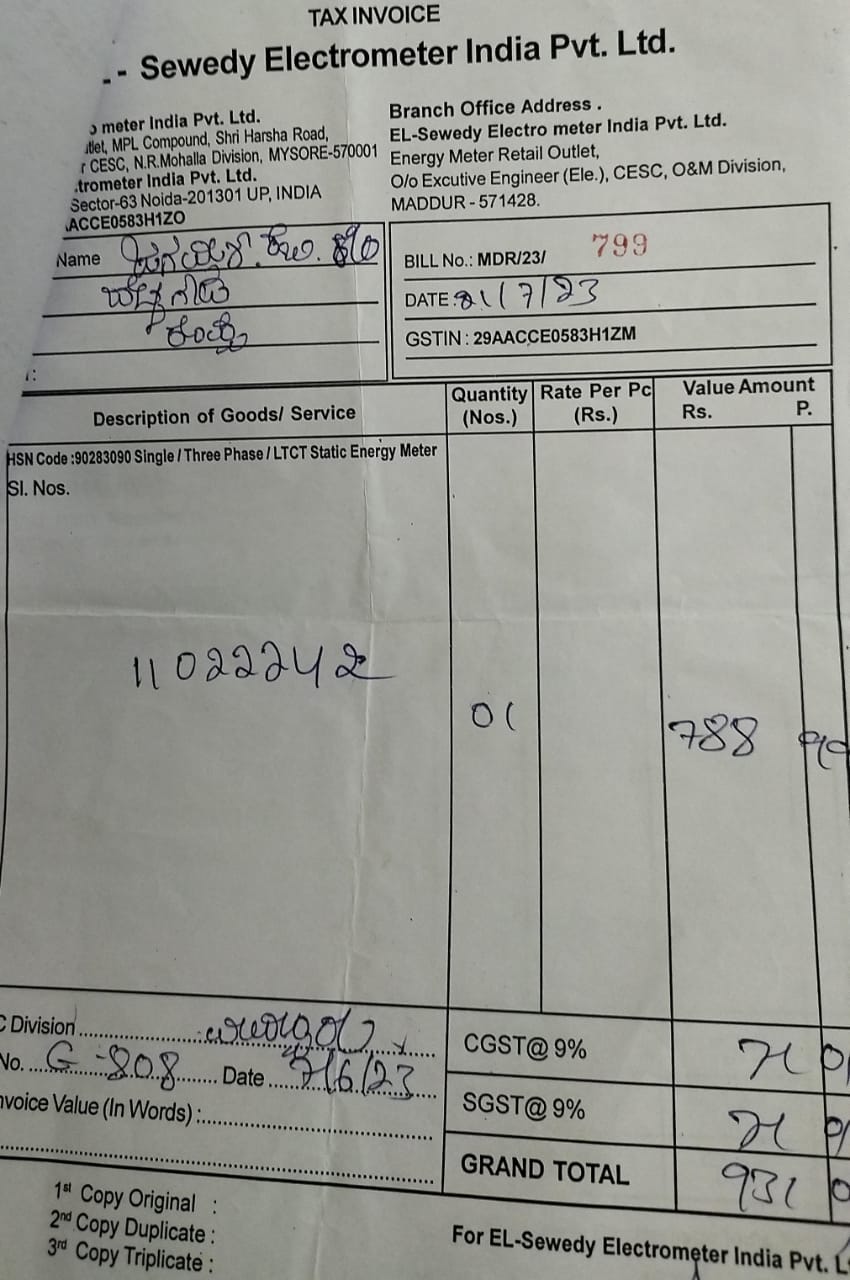 TAX INVOICE
- Sewedy Electrometer India Pvt. Ltd.
meter India Pvt. Ltd.
MPL Compound, Shri Harsha Road,
CESC, N.R.Mohalla Division, MYSORE-570001
trometer India Pvt. Ltd.
Sector-63 Noida-201301 UP, INDIA
ACCE0583H1ZO
Branch Office Address .
EL-Sewedy Electro meter India Pvt. Ltd.
Energy Meter Retail Outlet,
O/o Excutive Engineer (Ele.), CESC, O&M Division,
MADDUR - 571428.
Name
BILL No.: MDR/23/ 799
DATE: 21/7/23
GSTIN : 29AACCE0583H1ZM
Description of Goods/ Service
Quantity (Nos.)
Rate Per Pc (Rs.)
Value Amount
Rs. P.
HSN Code :90283090 Single / Three Phase / LTCT Static Energy Meter
Sl. Nos.
11022242
01
788
C Division
No. G-808 Date 7/6/23
nvoice Value (In Words) :
CGST@ 9% 71
SGST@ 9% 71
GRAND TOTAL 931
1st Copy Original :
2nd Copy Duplicate :
3rd Copy Triplicate :
For EL-Sewedy Electrometer India Pvt. L